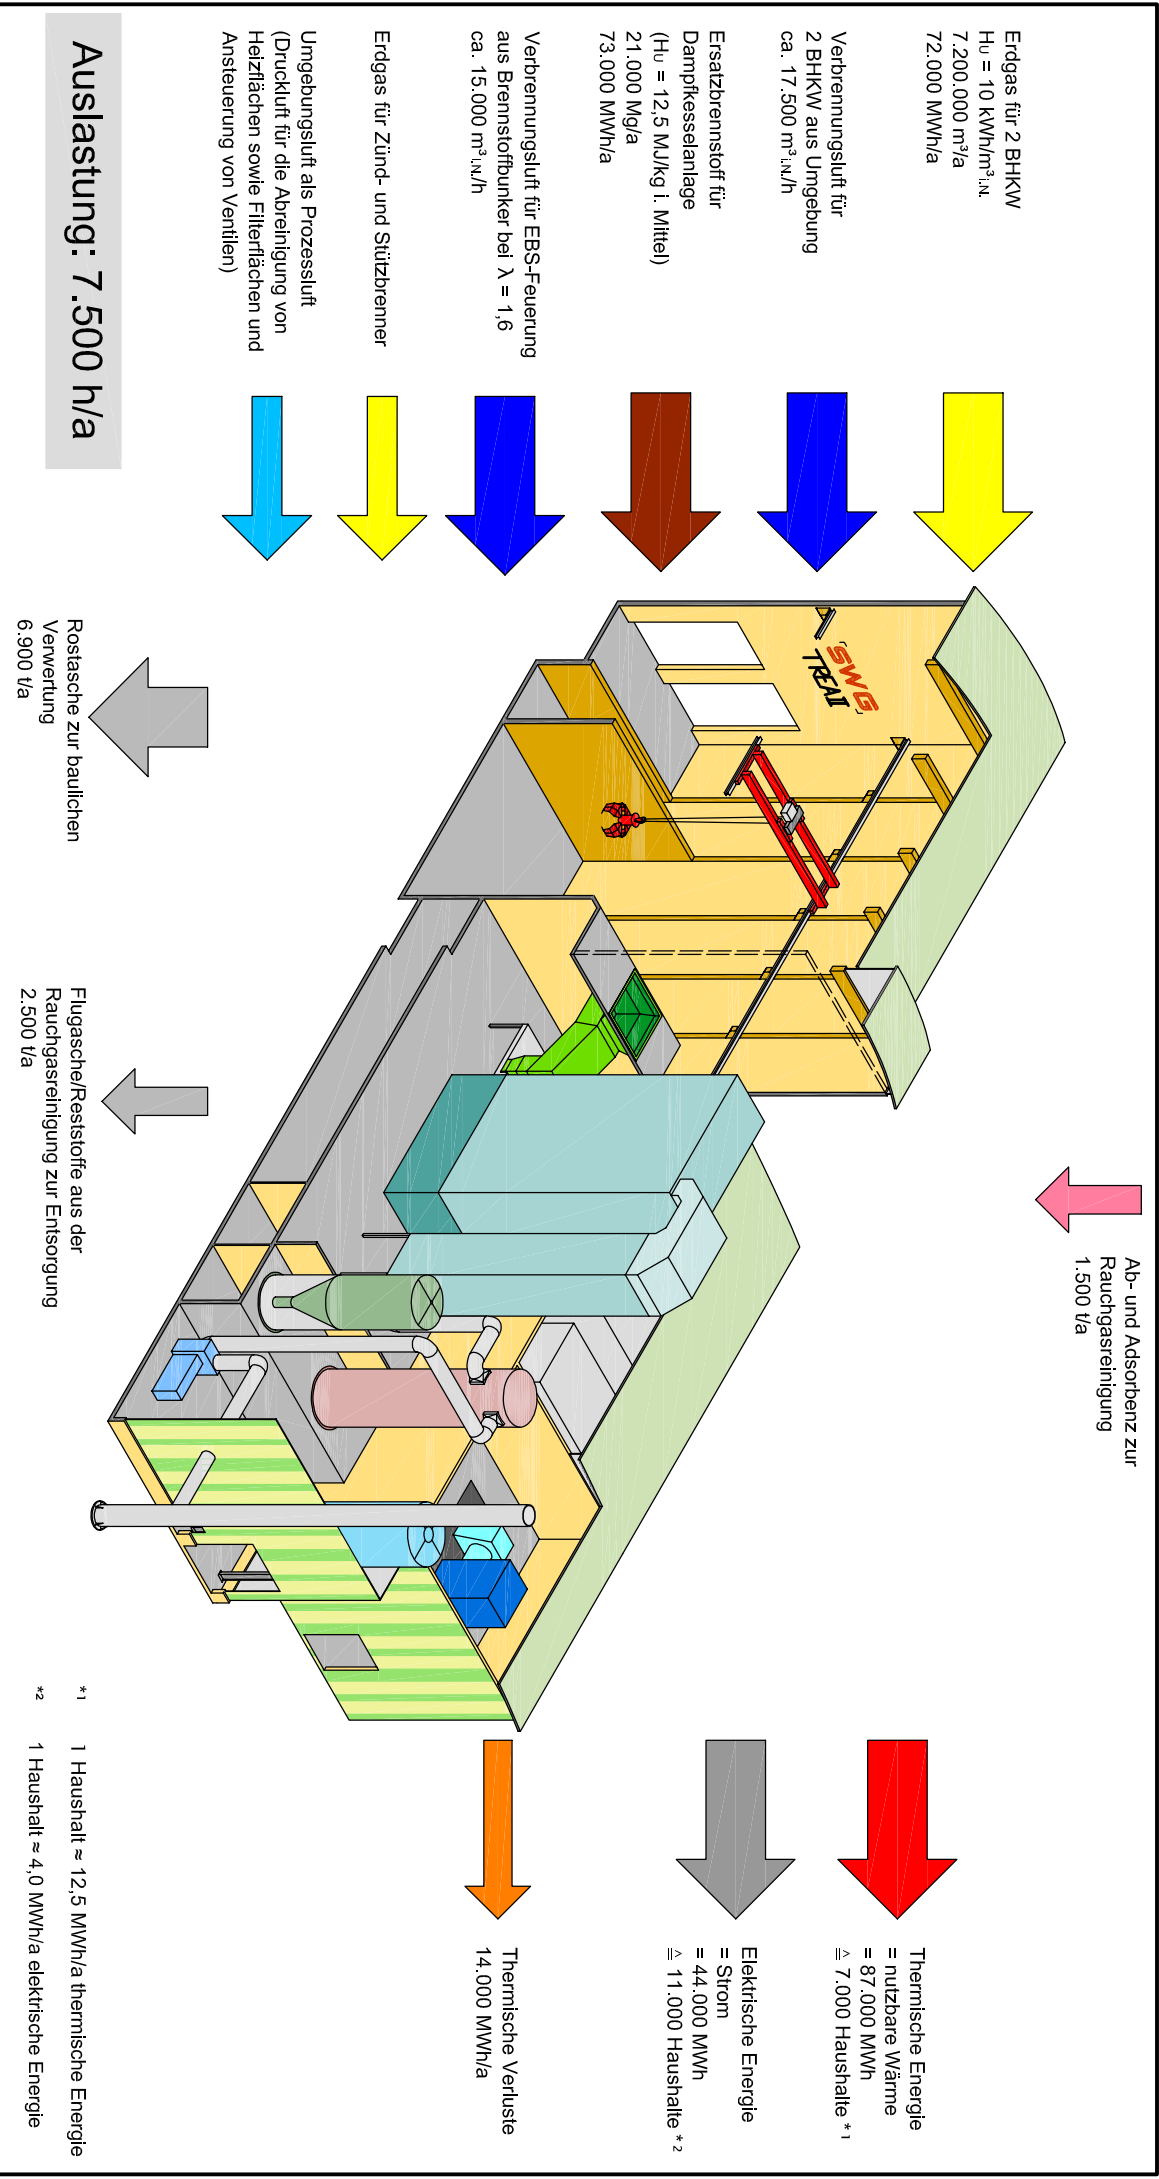 Ab- und Adsorbenz zur
Rauchgasreinigung
1.500 t/a
Erdgas für 2 BHKW
HU = 10 kWh/m³i.N.
7.200.000 m³/a
72.000 MWh/a
Verbrennungsluft für
2 BHKW aus Umgebung
ca. 17.500 m³i.N./h
Ersatzbrennstoff für
Dampfkesselanlage
(HU = 12,5 MJ/kg i. Mittel)
21.000 Mg/a
73.000 MWh/a
Verbrennungsluft für EBS-Feuerung
aus Brennstoffbunker bei λ = 1,6
ca. 15.000 m³i.N./h
Erdgas für Zünd- und Stützbrenner
Umgebungsluft als Prozessluft
(Druckluft für die Abreinigung von
Heizflächen sowie Filterflächen und
Ansteuerung von Ventilen)
Auslastung: 7.500 h/a
SWG
TREAII
Thermische Energie
= nutzbare Wärme
= 87.000 MWh
≙ 7.000 Haushalte *1
Elektrische Energie
= Strom
= 44.000 MWh
≙ 11.000 Haushalte *2
Thermische Verluste
14.000 MWh/a
Rostasche zur baulichen
Verwertung
6.900 t/a
Flugasche/Reststoffe aus der
Rauchgasreinigung zur Entsorgung
2.500 t/a
*1 1 Haushalt ≈ 12,5 MWh/a thermische Energie
*2 1 Haushalt ≈ 4,0 MWh/a elektrische Energie